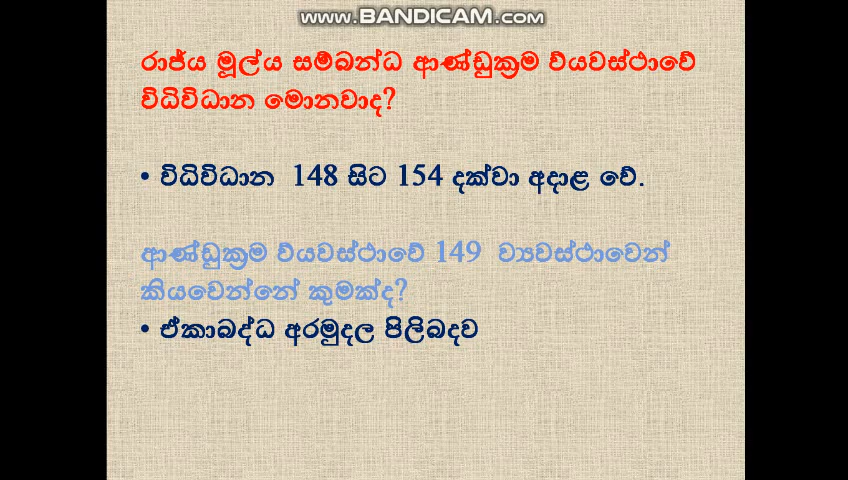 WWW.BANDICAM.COM
රාජ්ය මූල්ය සම්බන්ධ ආණ්ඩුක්‍රම ව්යවස්ථාවේ
විධිවිධාන මොනවාද?
• විධිවිධාන 148 සිට 154 දක්වා අදාළ වේ.
ආණ්ඩුක්‍රම ව්යවස්ථාවේ 149 ව්‍යවස්ථාවෙන්
කියවෙන්නේ කුමක්ද?
• ඒකාබද්ධ අරමුදල පිලිබදව